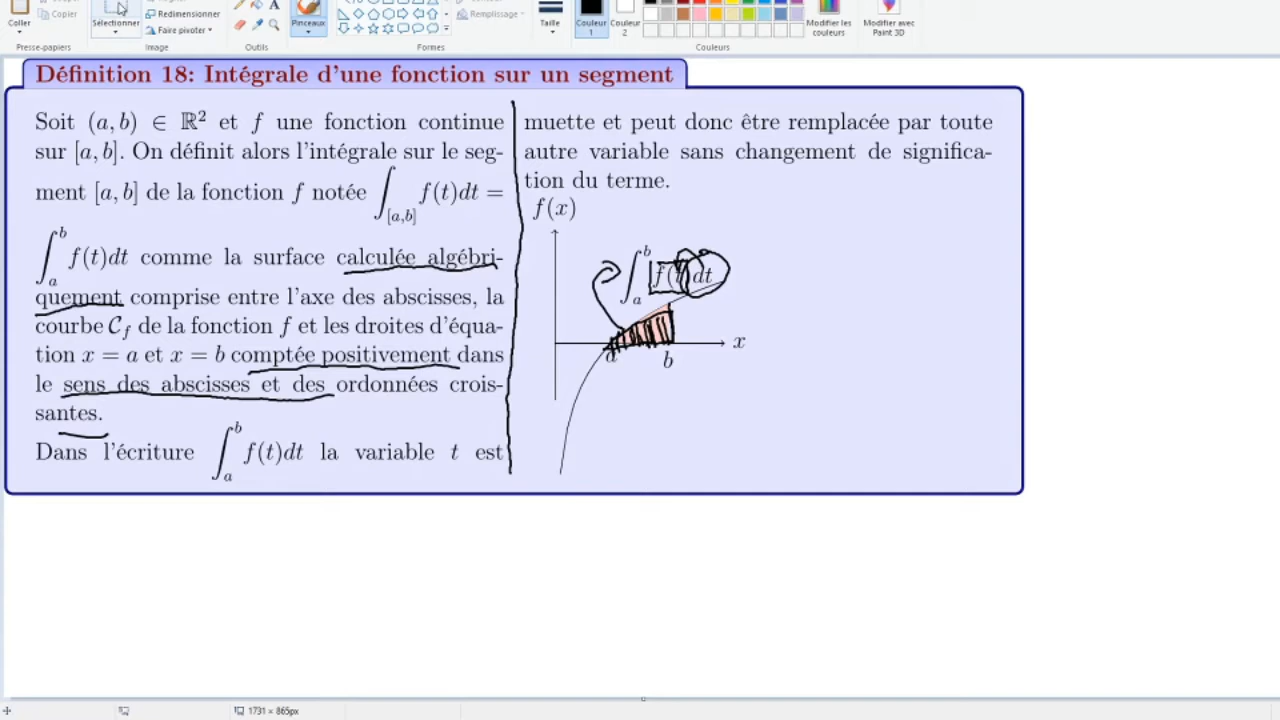 Coller
Copier
Sélectionner
Redimensionner
Faire pivoter
Pinceaux
Remplissage
Taille
Couleur 1
Couleur 2
Modifier les couleurs
Modifier avec Paint 3D
Presse-papiers
Image
Outils
Formes
Couleurs
Définition 18: Intégrale d'une fonction sur un segment
Soit (a, b) ∈ ℝ² et f une fonction continue
sur [a, b]. On définit alors l'intégrale sur le seg-
ment [a, b] de la fonction f notée ∫_{[a,b]} f(t)dt =
∫_a^b f(t)dt comme la surface calculée algébri-
quement comprise entre l'axe des abscisses, la
courbe 𝒞_f de la fonction f et les droites d'équa-
tion x = a et x = b comptée positivement dans
le sens des abscisses et des ordonnées crois-
santes.
Dans l'écriture ∫_a^b f(t)dt la variable t est
muette et peut donc être remplacée par toute
autre variable sans changement de significa-
tion du terme.
f(x)
∫_a^b f(t)dt
x
a
b
1731 × 865px